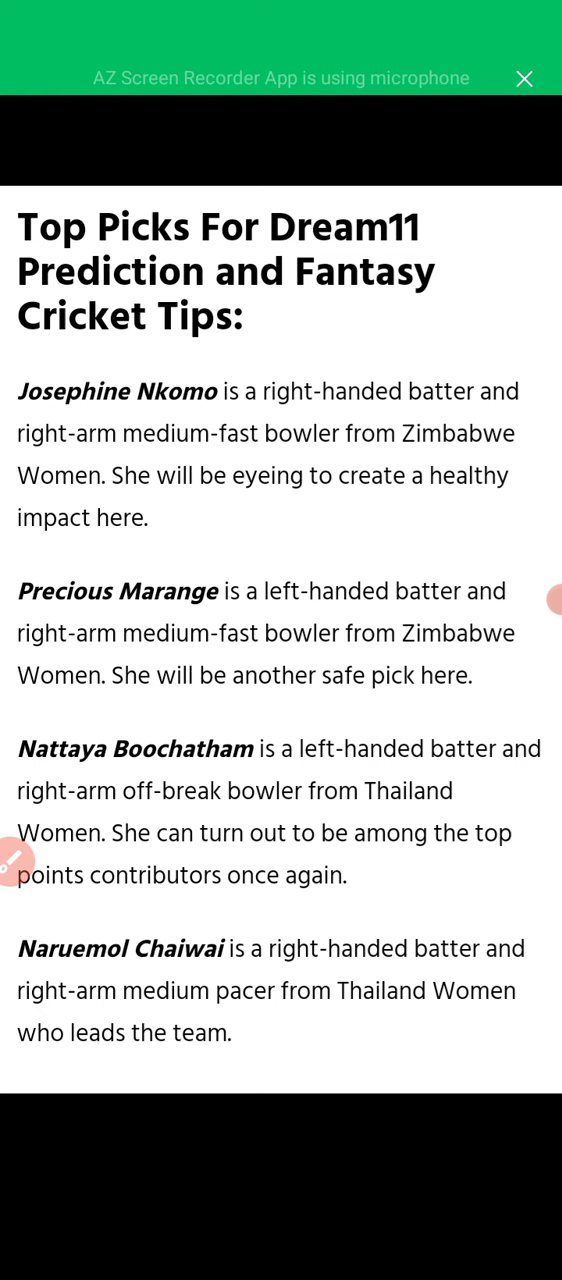 AZ Screen Recorder App is using microphone
Top Picks For Dream11
Prediction and Fantasy
Cricket Tips:
Josephine Nkomo is a right-handed batter and
right-arm medium-fast bowler from Zimbabwe
Women. She will be eyeing to create a healthy
impact here.
Precious Marange is a left-handed batter and
right-arm medium-fast bowler from Zimbabwe
Women. She will be another safe pick here.
Nattaya Boochatham is a left-handed batter and
right-arm off-break bowler from Thailand
Women. She can turn out to be among the top
points contributors once again.
Naruemol Chaiwai is a right-handed batter and
right-arm medium pacer from Thailand Women
who leads the team.